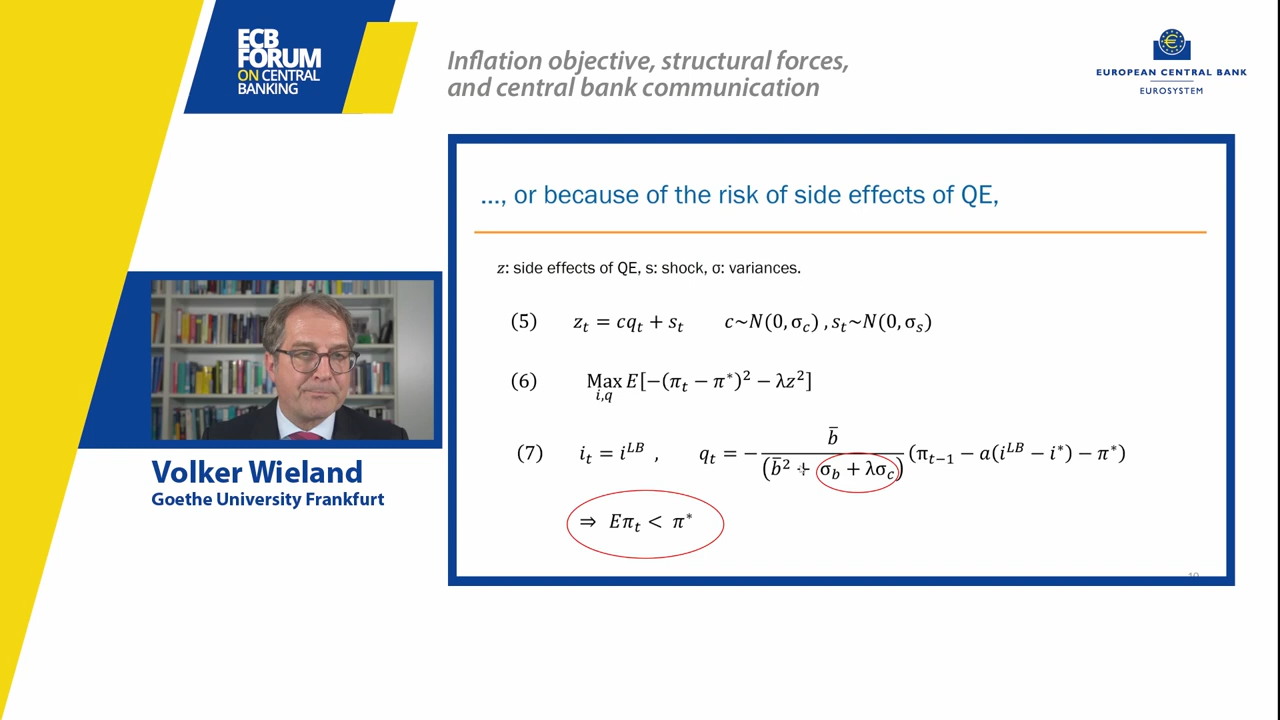 ECB
FORUM
ON CENTRAL
BANKING
Inflation objective, structural forces,
and central bank communication
EUROPEAN CENTRAL BANK
EUROSYSTEM
..., or because of the risk of side effects of QE,
z: side effects of QE, s: shock, σ: variances.
(5) z_t = cq_t + s_t c~N(0, σ_c) , s_t~N(0, σ_s)
(6) Max_{i,q} E[−(π_t − π*)² − λz²]
(7) i_t = i^{LB} , q_t = − b̄ / (b̄² + σ_b + λσ_c) (π_{t−1} − a(i^{LB} − i*) − π*)
⇒ Eπ_t < π*
Volker Wieland
Goethe University Frankfurt